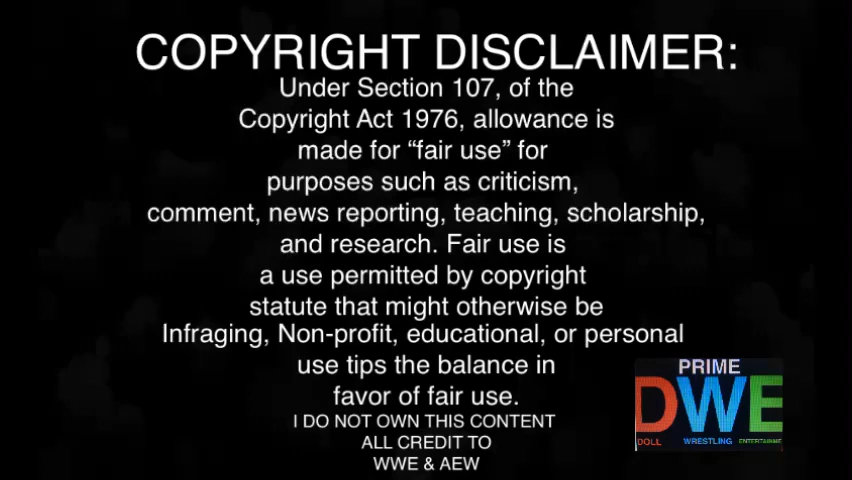 COPYRIGHT DISCLAIMER:
Under Section 107, of the
Copyright Act 1976, allowance is
made for “fair use” for
purposes such as criticism,
comment, news reporting, teaching, scholarship,
and research. Fair use is
a use permitted by copyright
statute that might otherwise be
Infraging, Non-profit, educational, or personal
use tips the balance in
favor of fair use.
I DO NOT OWN THIS CONTENT
ALL CREDIT TO
WWE & AEW
PRIME
DWE
DOLL WRESTLING ENTERTAINME